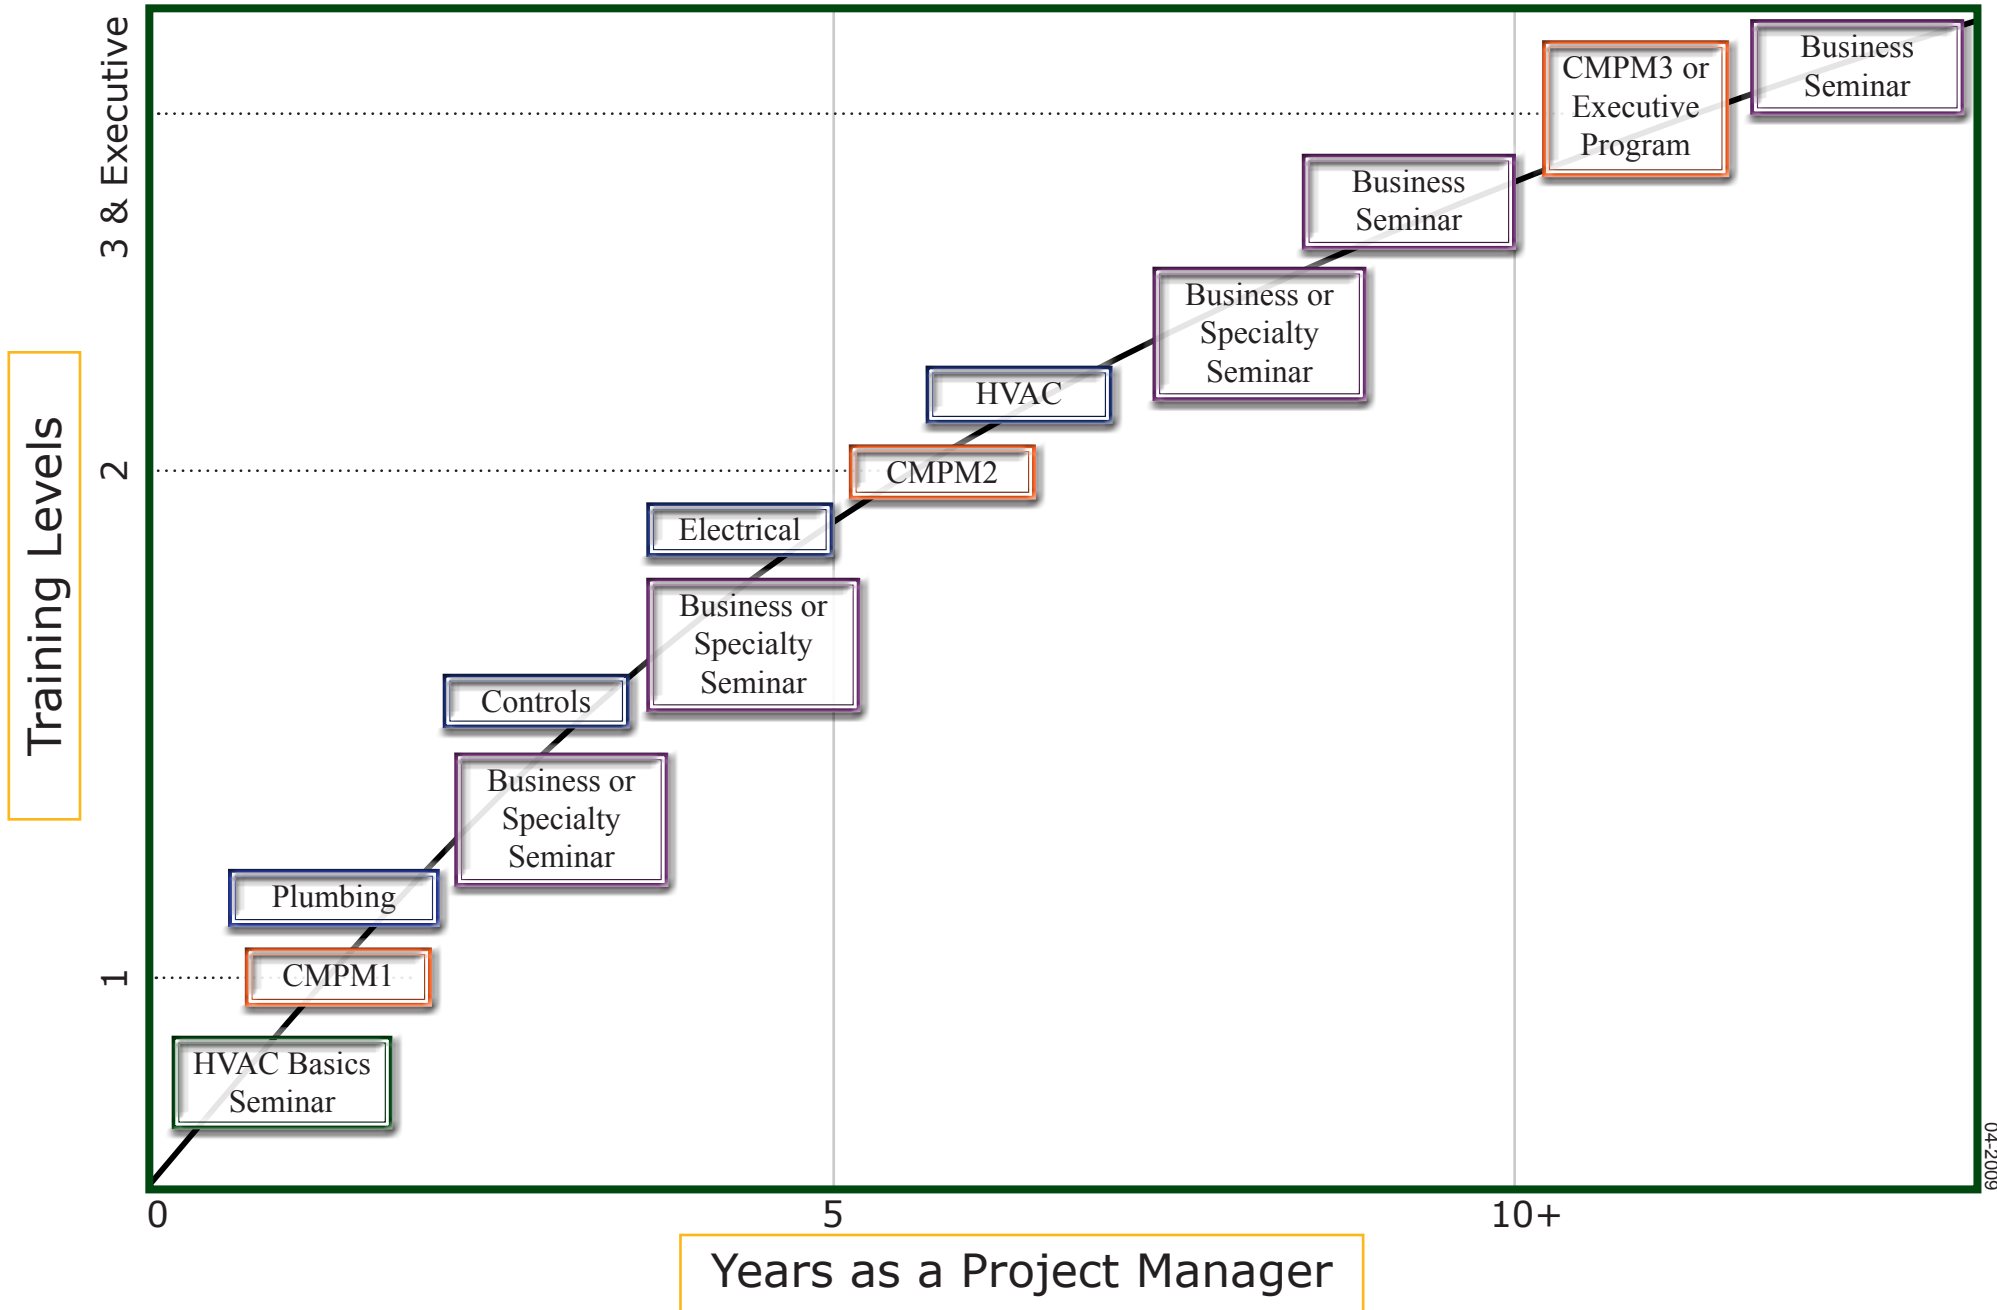 3 & Executive
2
1
Training Levels
Business
Seminar
CMPM3 or
Executive
Program
Business
Seminar
Business or
Specialty
Seminar
HVAC
CMPM2
Electrical
Business or
Specialty
Seminar
Controls
Business or
Specialty
Seminar
Plumbing
CMPM1
HVAC Basics
Seminar
0
5
10+
Years as a Project Manager
04-2009